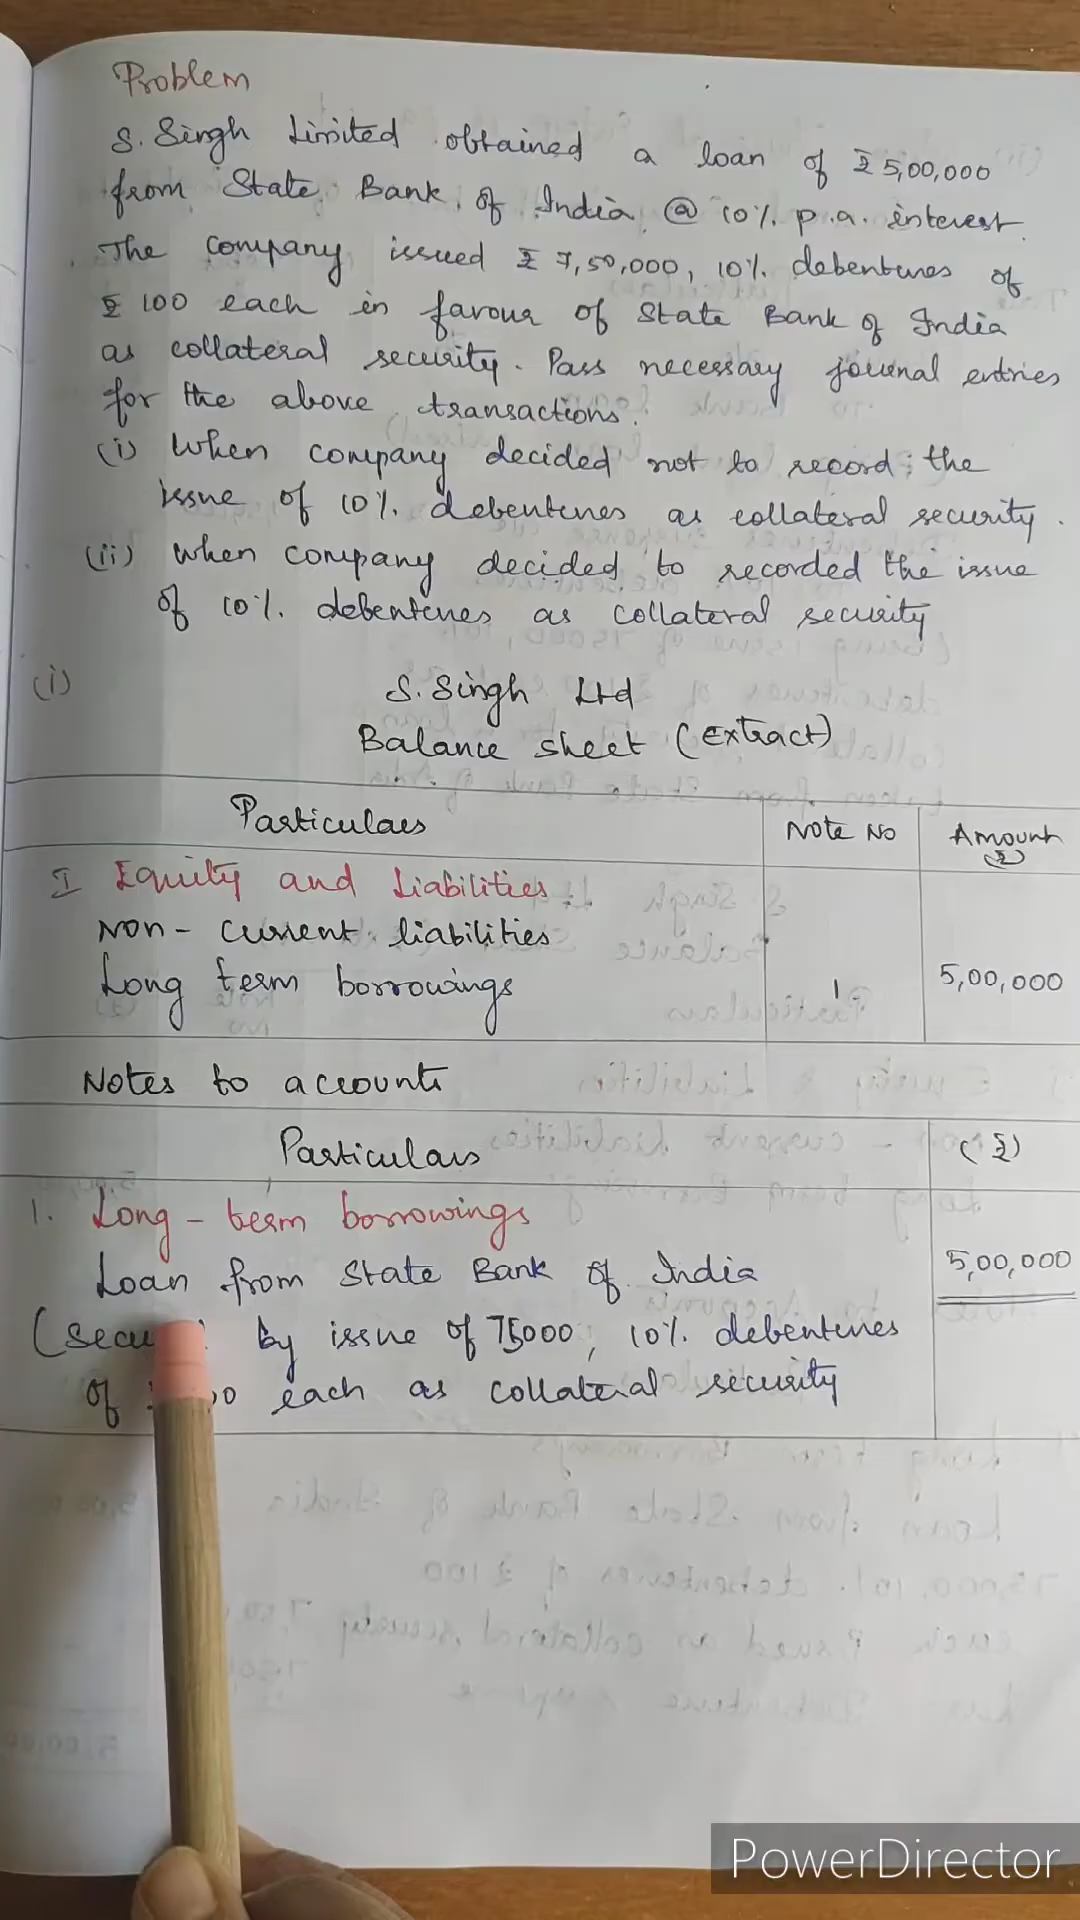 Problem
S. Singh Limited obtained a loan of ₹ 5,00,000
from State Bank of India @ 10% p.a. interest.
The company issued ₹ 7,50,000, 10% debentures of
₹ 100 each in favour of State Bank of India
as collateral security. Pass necessary journal entries
for the above transactions.
(i) When company decided not to record the
issue of 10% debentures as collateral security.
(ii) When company decided to recorded the issue
of 10% debentures as collateral security
(i) S. Singh Ltd
Balance sheet (Extract)
Particulars Note No Amount (₹)
I Equity and Liabilities
Non-current liabilities
Long term borrowings 1 5,00,000
Notes to accounts
Particulars (₹)
1. Long-term borrowings
Loan from State Bank of India 5,00,000
( by issue of 75000, 10% debentures
of each as collateral security
PowerDirector